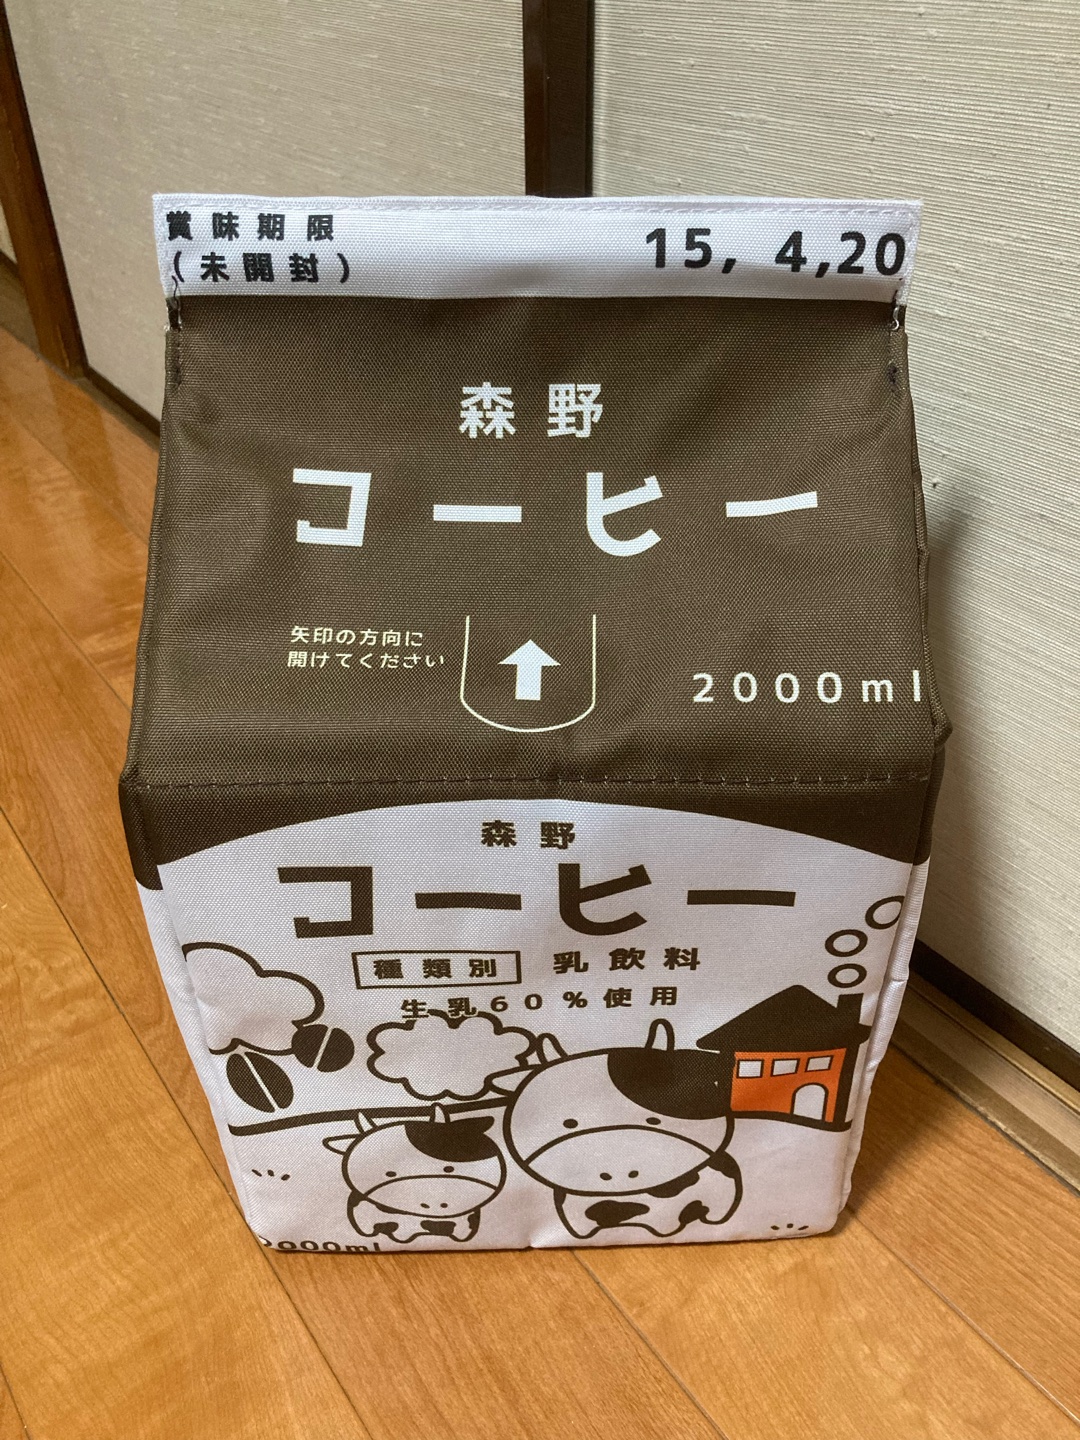 賞味期限
(未開封)
15, 4,20
森野
コーヒー
矢印の方向に
開けてください
2000ml
森野
コーヒー
種類別 乳飲料
生乳60%使用
2000ml